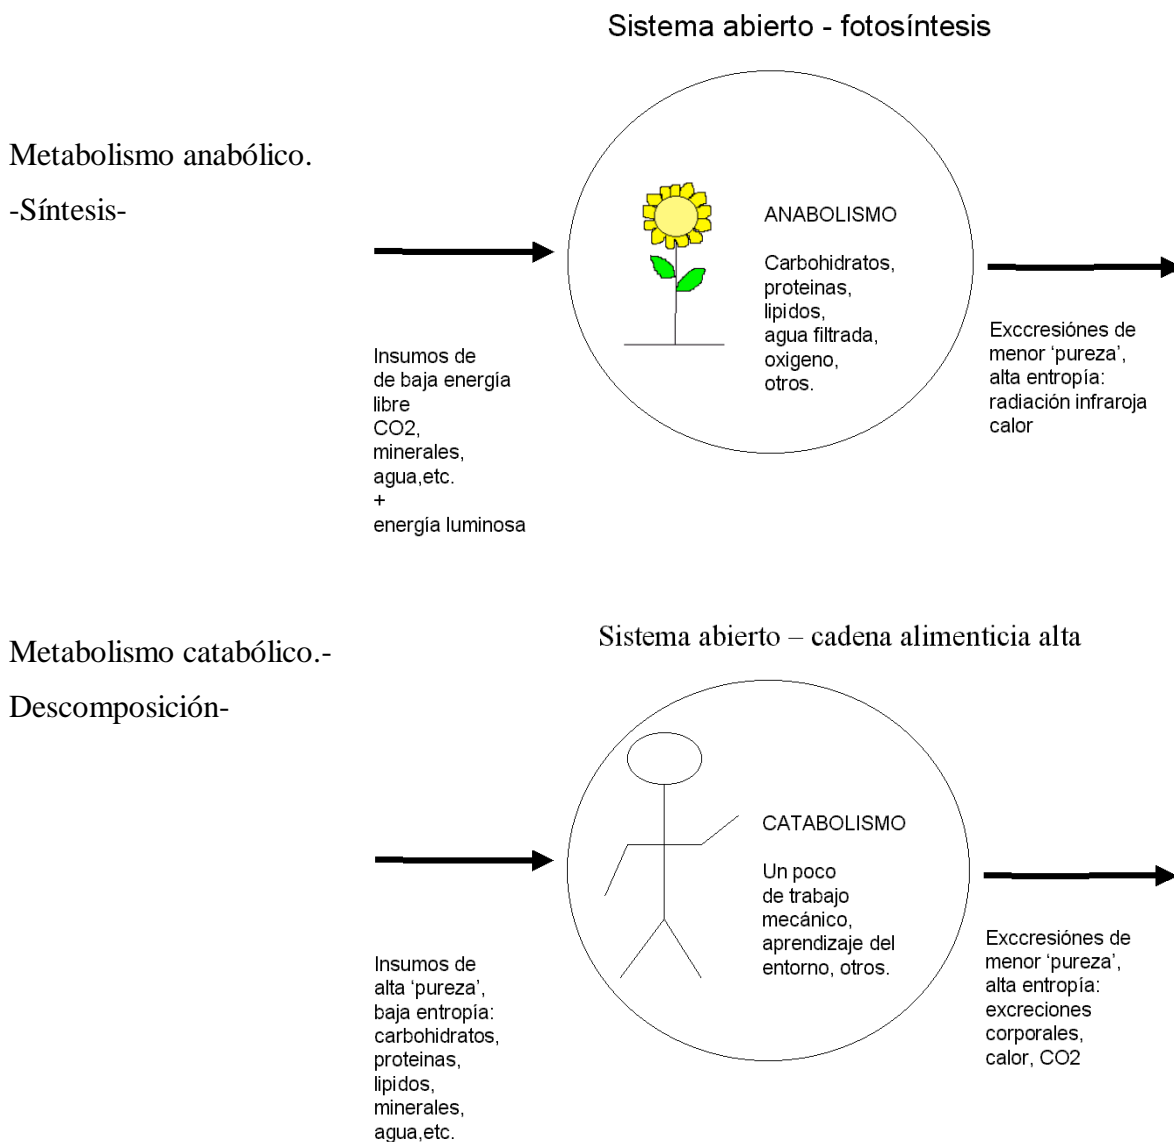 Sistema abierto - fotosíntesis
Metabolismo anabólico.
-Síntesis-
Insumos de
de baja energía
libre
CO2,
minerales,
agua,etc.
+
energía luminosa
ANABOLISMO
Carbohidratos,
proteinas,
lipidos,
agua filtrada,
oxigeno,
otros.
Exccresiónes de
menor ‘pureza’,
alta entropía:
radiación infraroja
calor
Metabolismo catabólico.-
Descomposición-
Sistema abierto – cadena alimenticia alta
Insumos de
alta ‘pureza’,
baja entropía:
carbohidratos,
proteinas,
lipidos,
minerales,
agua,etc.
CATABOLISMO
Un poco
de trabajo
mecánico,
aprendizaje del
entorno, otros.
Exccresiónes de
menor ‘pureza’,
alta entropía:
excreciones
corporales,
calor, CO2